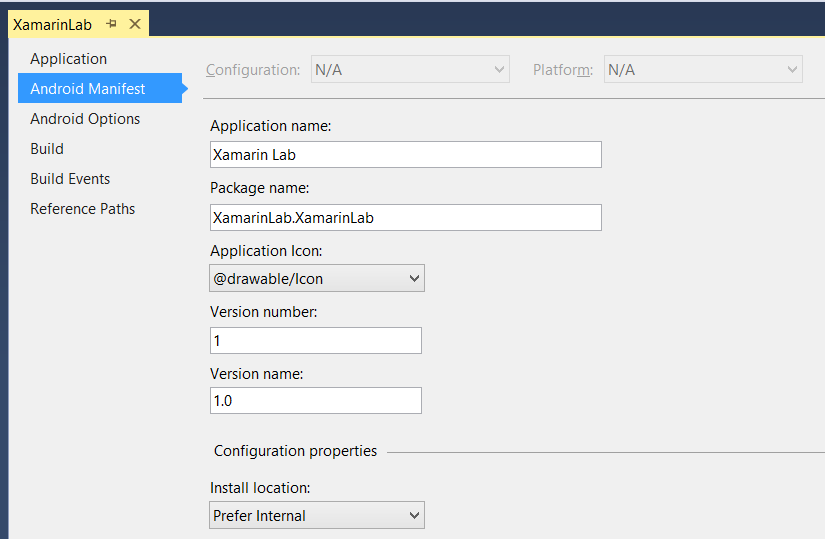 XamarinLab
Application
Android Manifest
Android Options
Build
Build Events
Reference Paths
Configuration: N/A Platform: N/A
Application name:
Xamarin Lab
Package name:
XamarinLab.XamarinLab
Application Icon:
@drawable/Icon
Version number:
1
Version name:
1.0
Configuration properties
Install location:
Prefer Internal